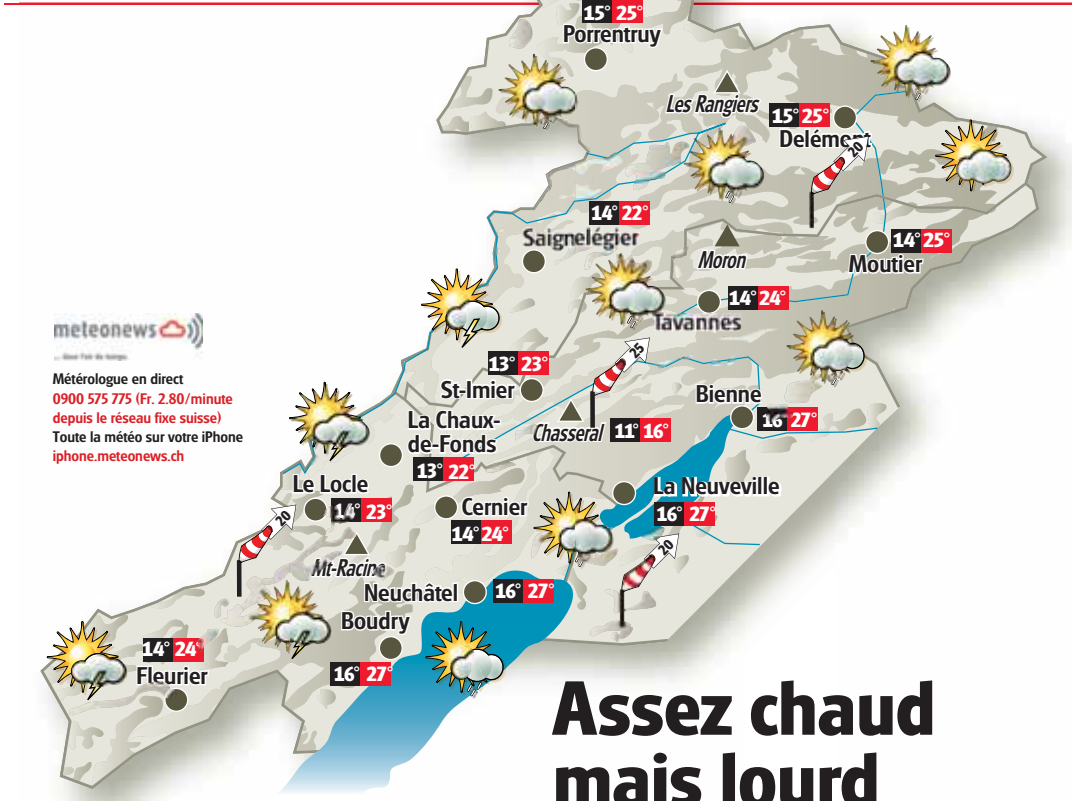 15° 25°
Porrentruy
Les Rangiers
15° 25°
Delémont
20
14° 22°
Saignelégier
Moron
14° 25°
Moutier
14° 24°
Tavannes
meteonews
Métérologue en direct
0900 575 775 (Fr. 2.80/minute
depuis le réseau fixe suisse)
Toute la météo sur votre iPhone
iphone.meteonews.ch
25
13° 23°
St-Imier
Bienne
16° 27°
Chasseral 11° 16°
La Chaux-
de-Fonds
13° 22°
Le Locle
14° 23°
20
Cernier
14° 24°
La Neuveville
16° 27°
20
Mt-Racine
Neuchâtel 16° 27°
Boudry
16° 27°
14° 24°
Fleurier
Assez chaud
mais lourd